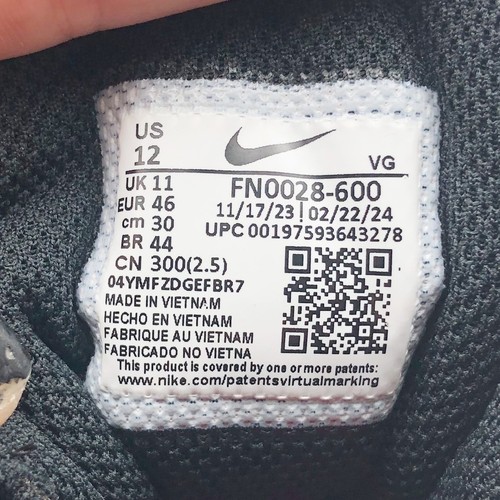 US
12
VG
UK 11
EUR 46
cm 30
BR 44
CN 300(2.5)
FN0028-600
11/17/23 | 02/22/24
UPC 00197593643278
04YMFZDGEFBR7
MADE IN VIETNAM
HECHO EN VIETNAM
FABRIQUE AU VIETNAM
FABRICADO NO VIETNA
This product is covered by one or more patents:
www.nike.com/patentsvirtualmarking